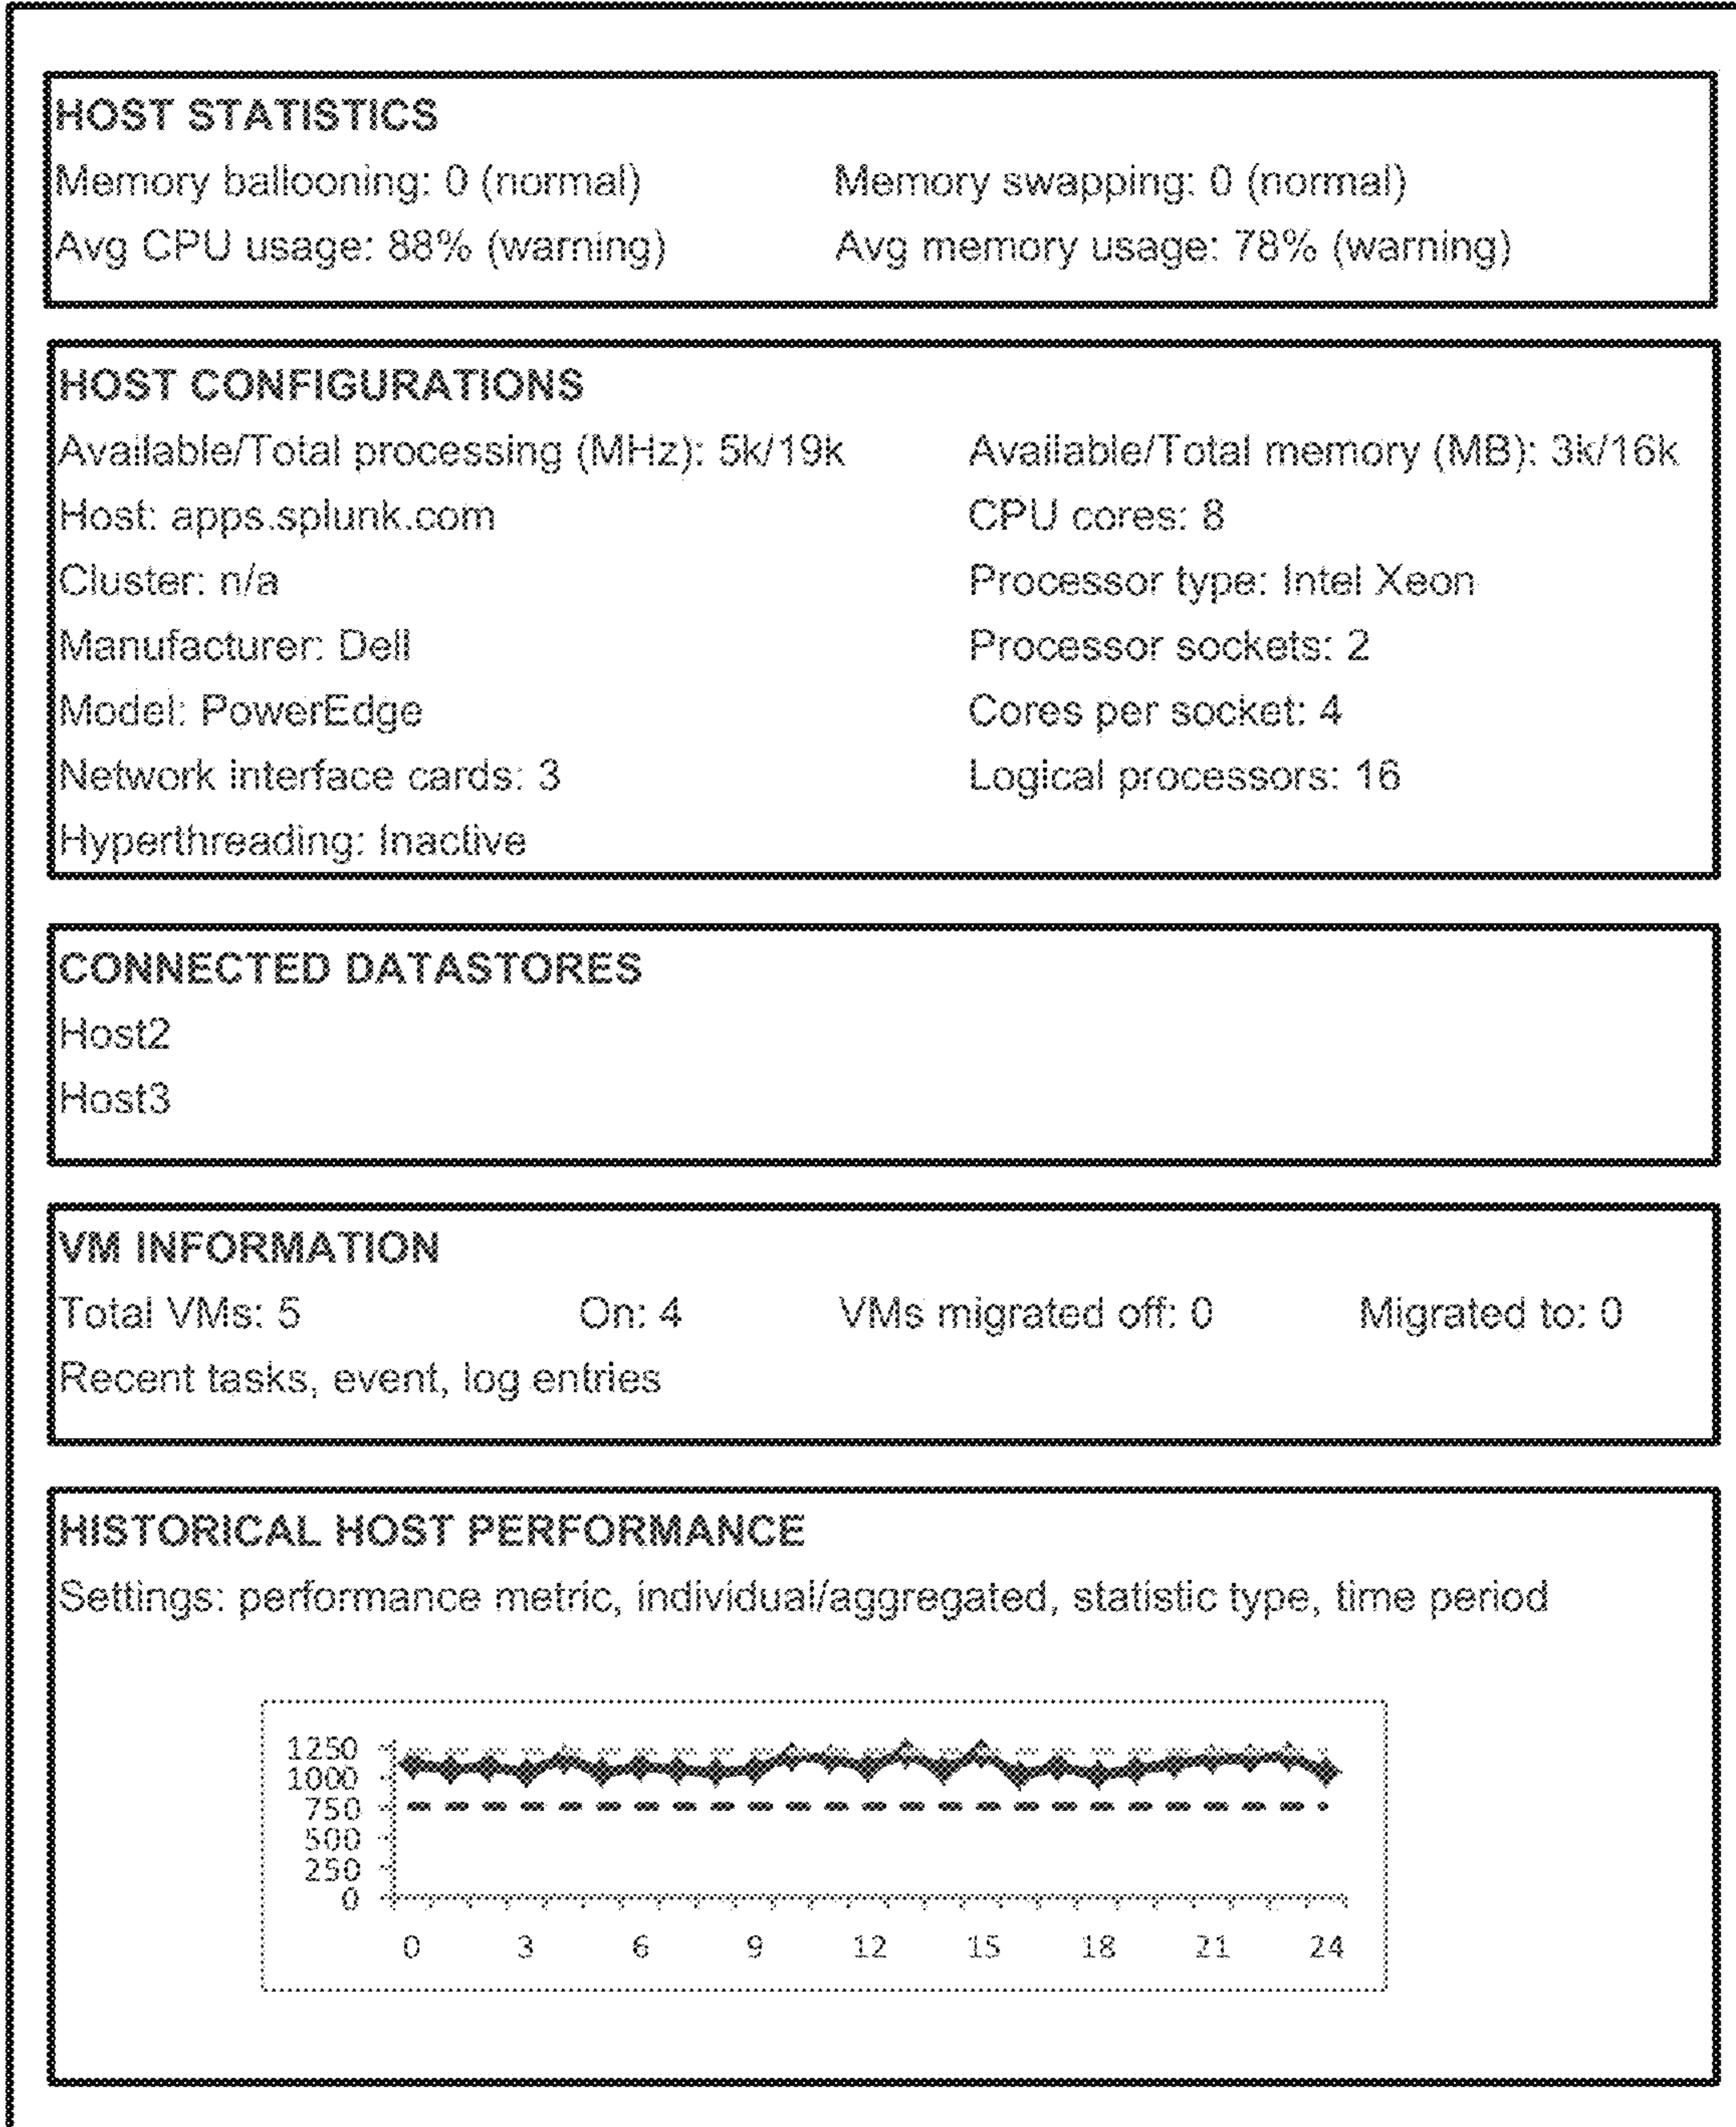 HOST STATISTICS
Memory ballooning: 0 (normal) Memory swapping: 0 (normal)
Avg CPU usage: 88% (warning) Avg memory usage: 78% (warning)
HOST CONFIGURATIONS
Available/Total processing (MHz): 5k/19k Available/Total memory (MB): 3k/16k
Host: apps.splunk.com CPU cores: 8
Cluster: n/a Processor type: Intel Xeon
Manufacturer: Dell Processor sockets: 2
Model: PowerEdge Cores per socket: 4
Network interface cards: 3 Logical processors: 16
Hyperthreading: Inactive
CONNECTED DATASTORES
Host2
Host3
VM INFORMATION
Total VMs: 5 On: 4 VMs migrated off: 0 Migrated to: 0
Recent tasks, event, log entries
HISTORICAL HOST PERFORMANCE
Settings: performance metric, individual/aggregated, statistic type, time period
1250
1000
750
500
250
0
0 3 6 9 12 15 18 21 24